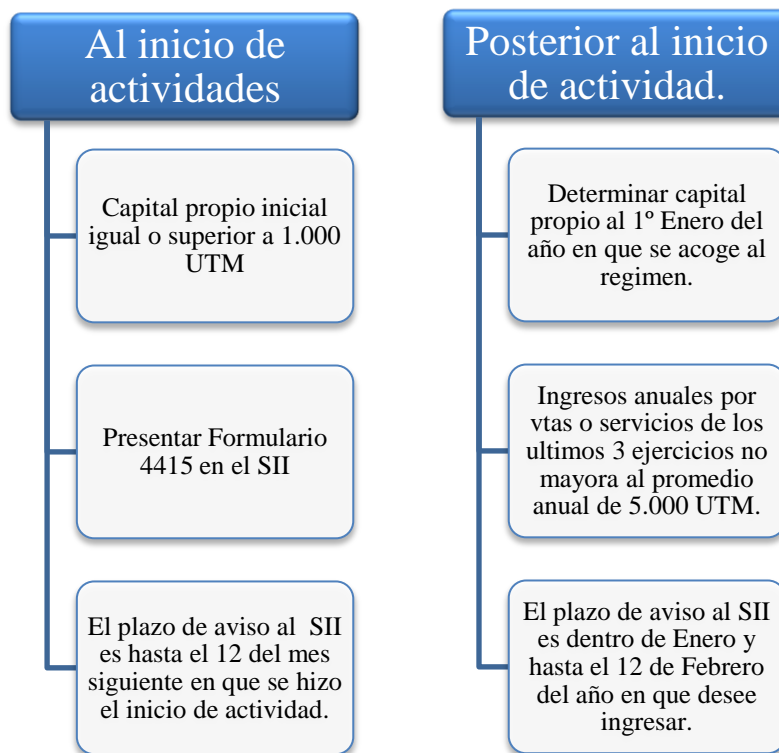 Al inicio de
actividades
Capital propio inicial
igual o superior a 1.000
UTM
Presentar Formulario
4415 en el SII
El plazo de aviso al SII
es hasta el 12 del mes
siguiente en que se hizo
el inicio de actividad.
Posterior al inicio
de actividad.
Determinar capital
propio al 1º Enero del
año en que se acoge al
regimen.
Ingresos anuales por
vtas o servicios de los
ultimos 3 ejercicios no
mayora al promedio
anual de 5.000 UTM.
El plazo de aviso al SII
es dentro de Enero y
hasta el 12 de Febrero
del año en que desee
ingresar.